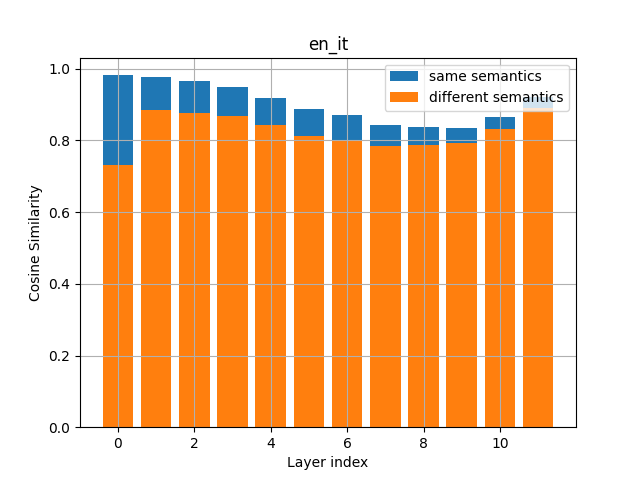 en_it
same semantics
different semantics
1.0
0.8
0.6
0.4
0.2
0.0
Cosine Similarity
0 2 4 6 8 10
Layer index